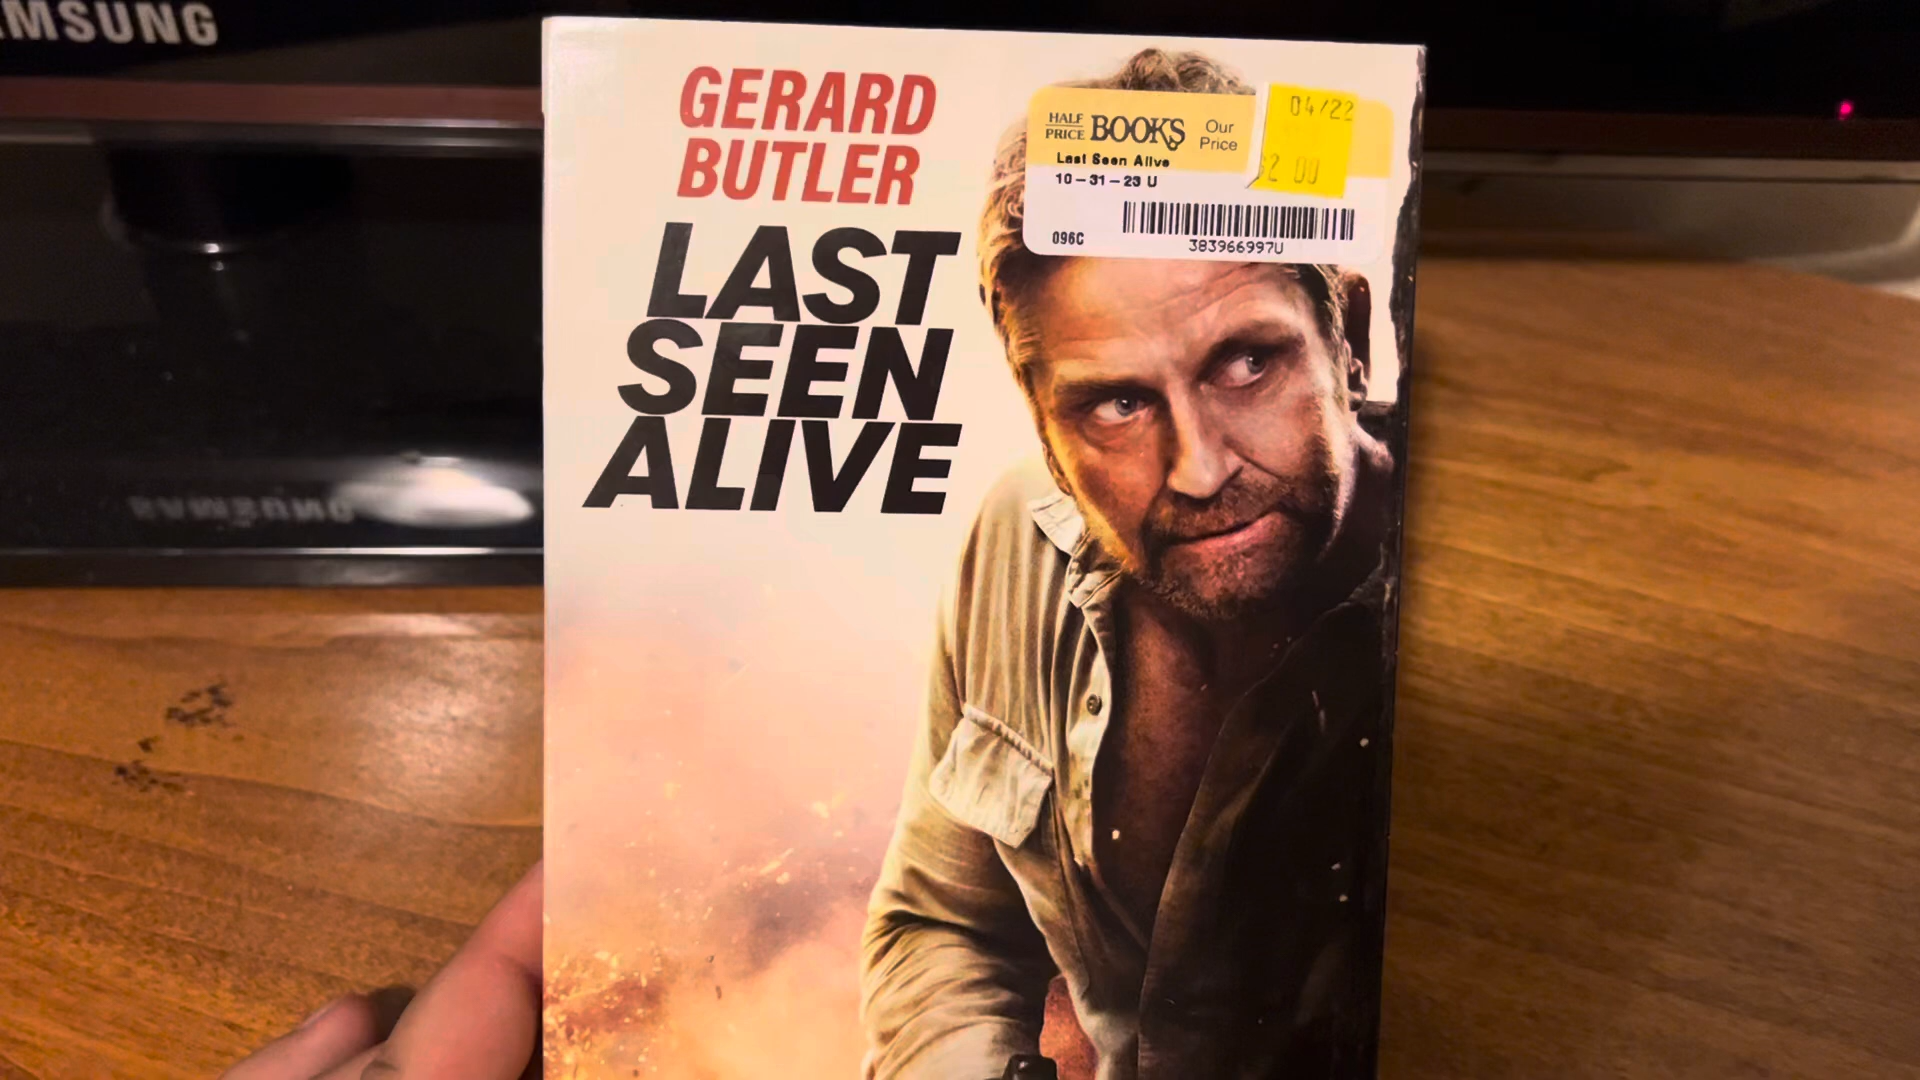 MSUNG
GERARD
BUTLER
LAST
SEEN
ALIVE
HALF
PRICE
BOOKS
Our
Price
04/22
$2 00
Last Seen Alive
10-31-23 U
096C
383966997U
SAMSUNG